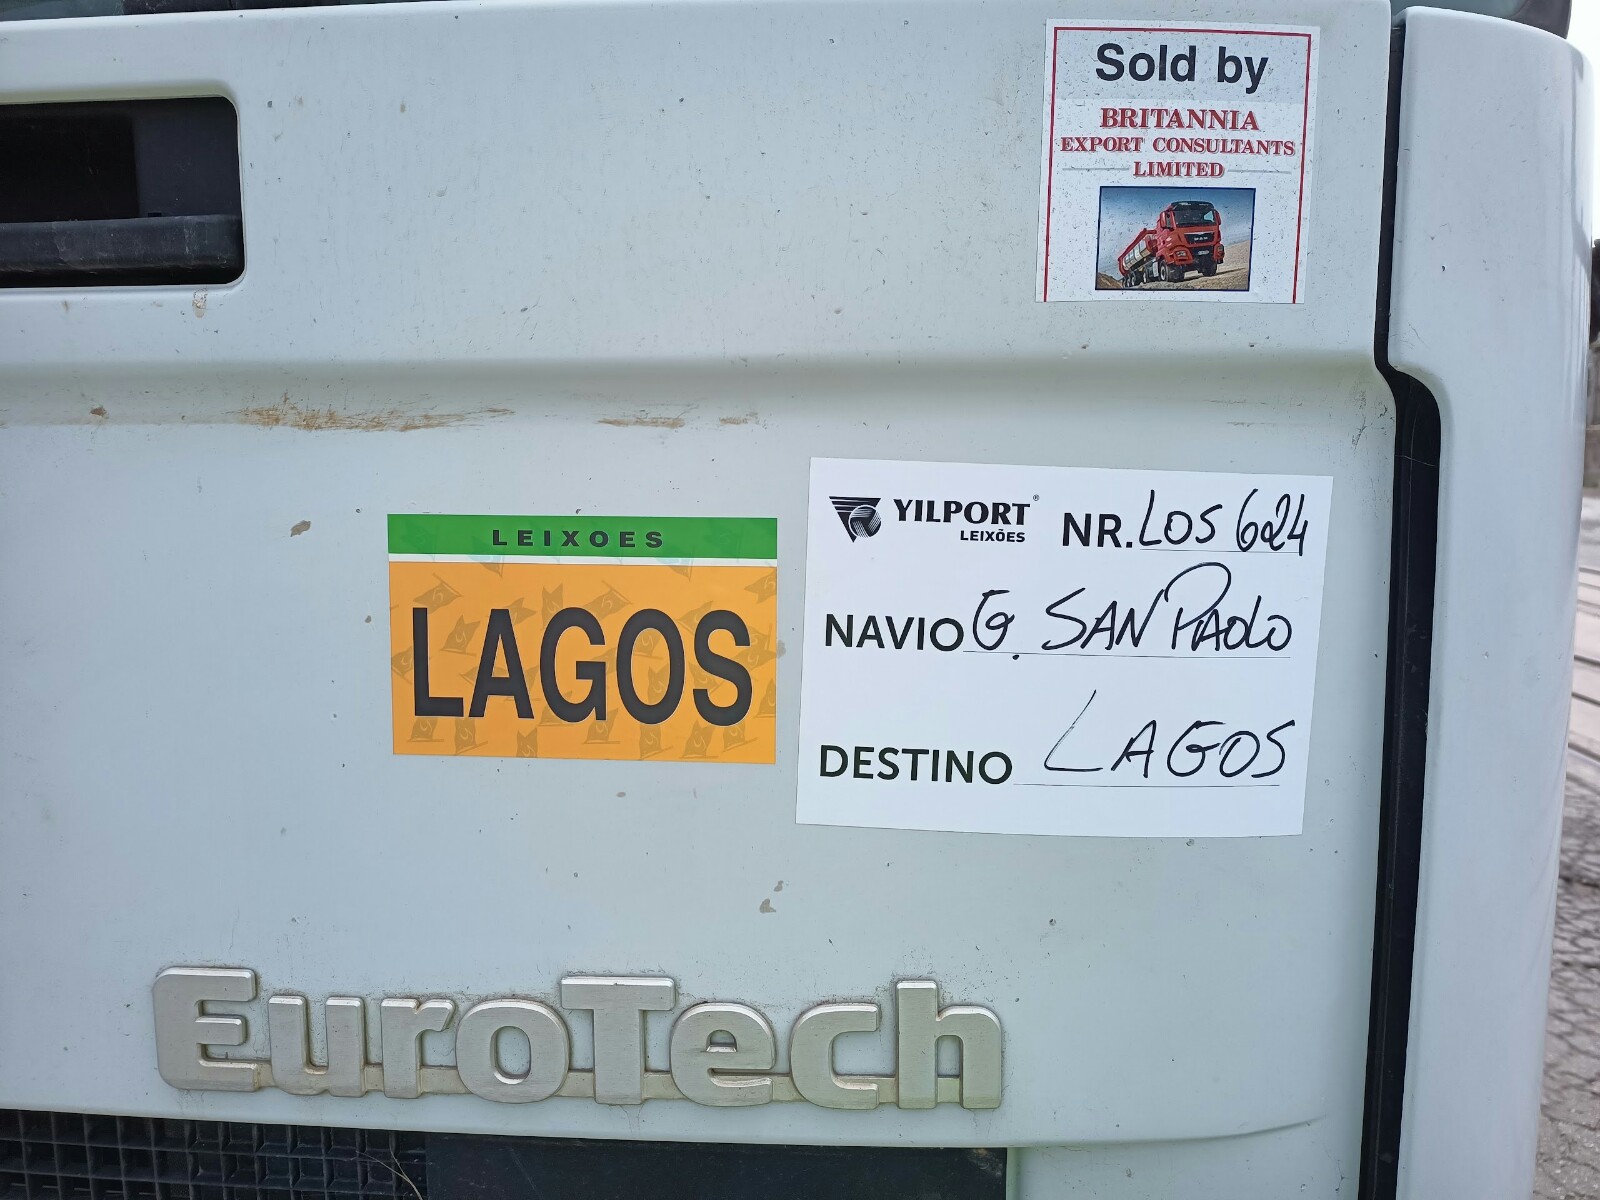 Sold by
BRITANNIA
EXPORT CONSULTANTS
LIMITED
LEIXOES
LAGOS
YILPORT®
LEIXÕES
NR. LOS 624
NAVIO G. SAN PAOLO
DESTINO LAGOS
EuroTech